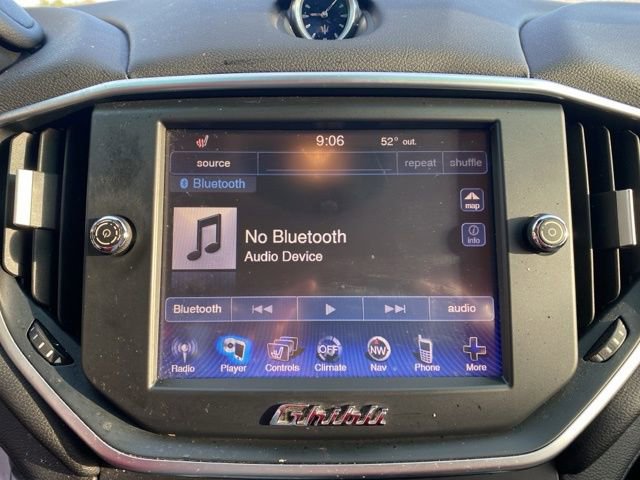 9:06 52° out.
source repeat shuffle
Bluetooth
map
No Bluetooth
Audio Device
info
Bluetooth audio
OFF NW
Radio Player Controls Climate Nav Phone More
Ghibli